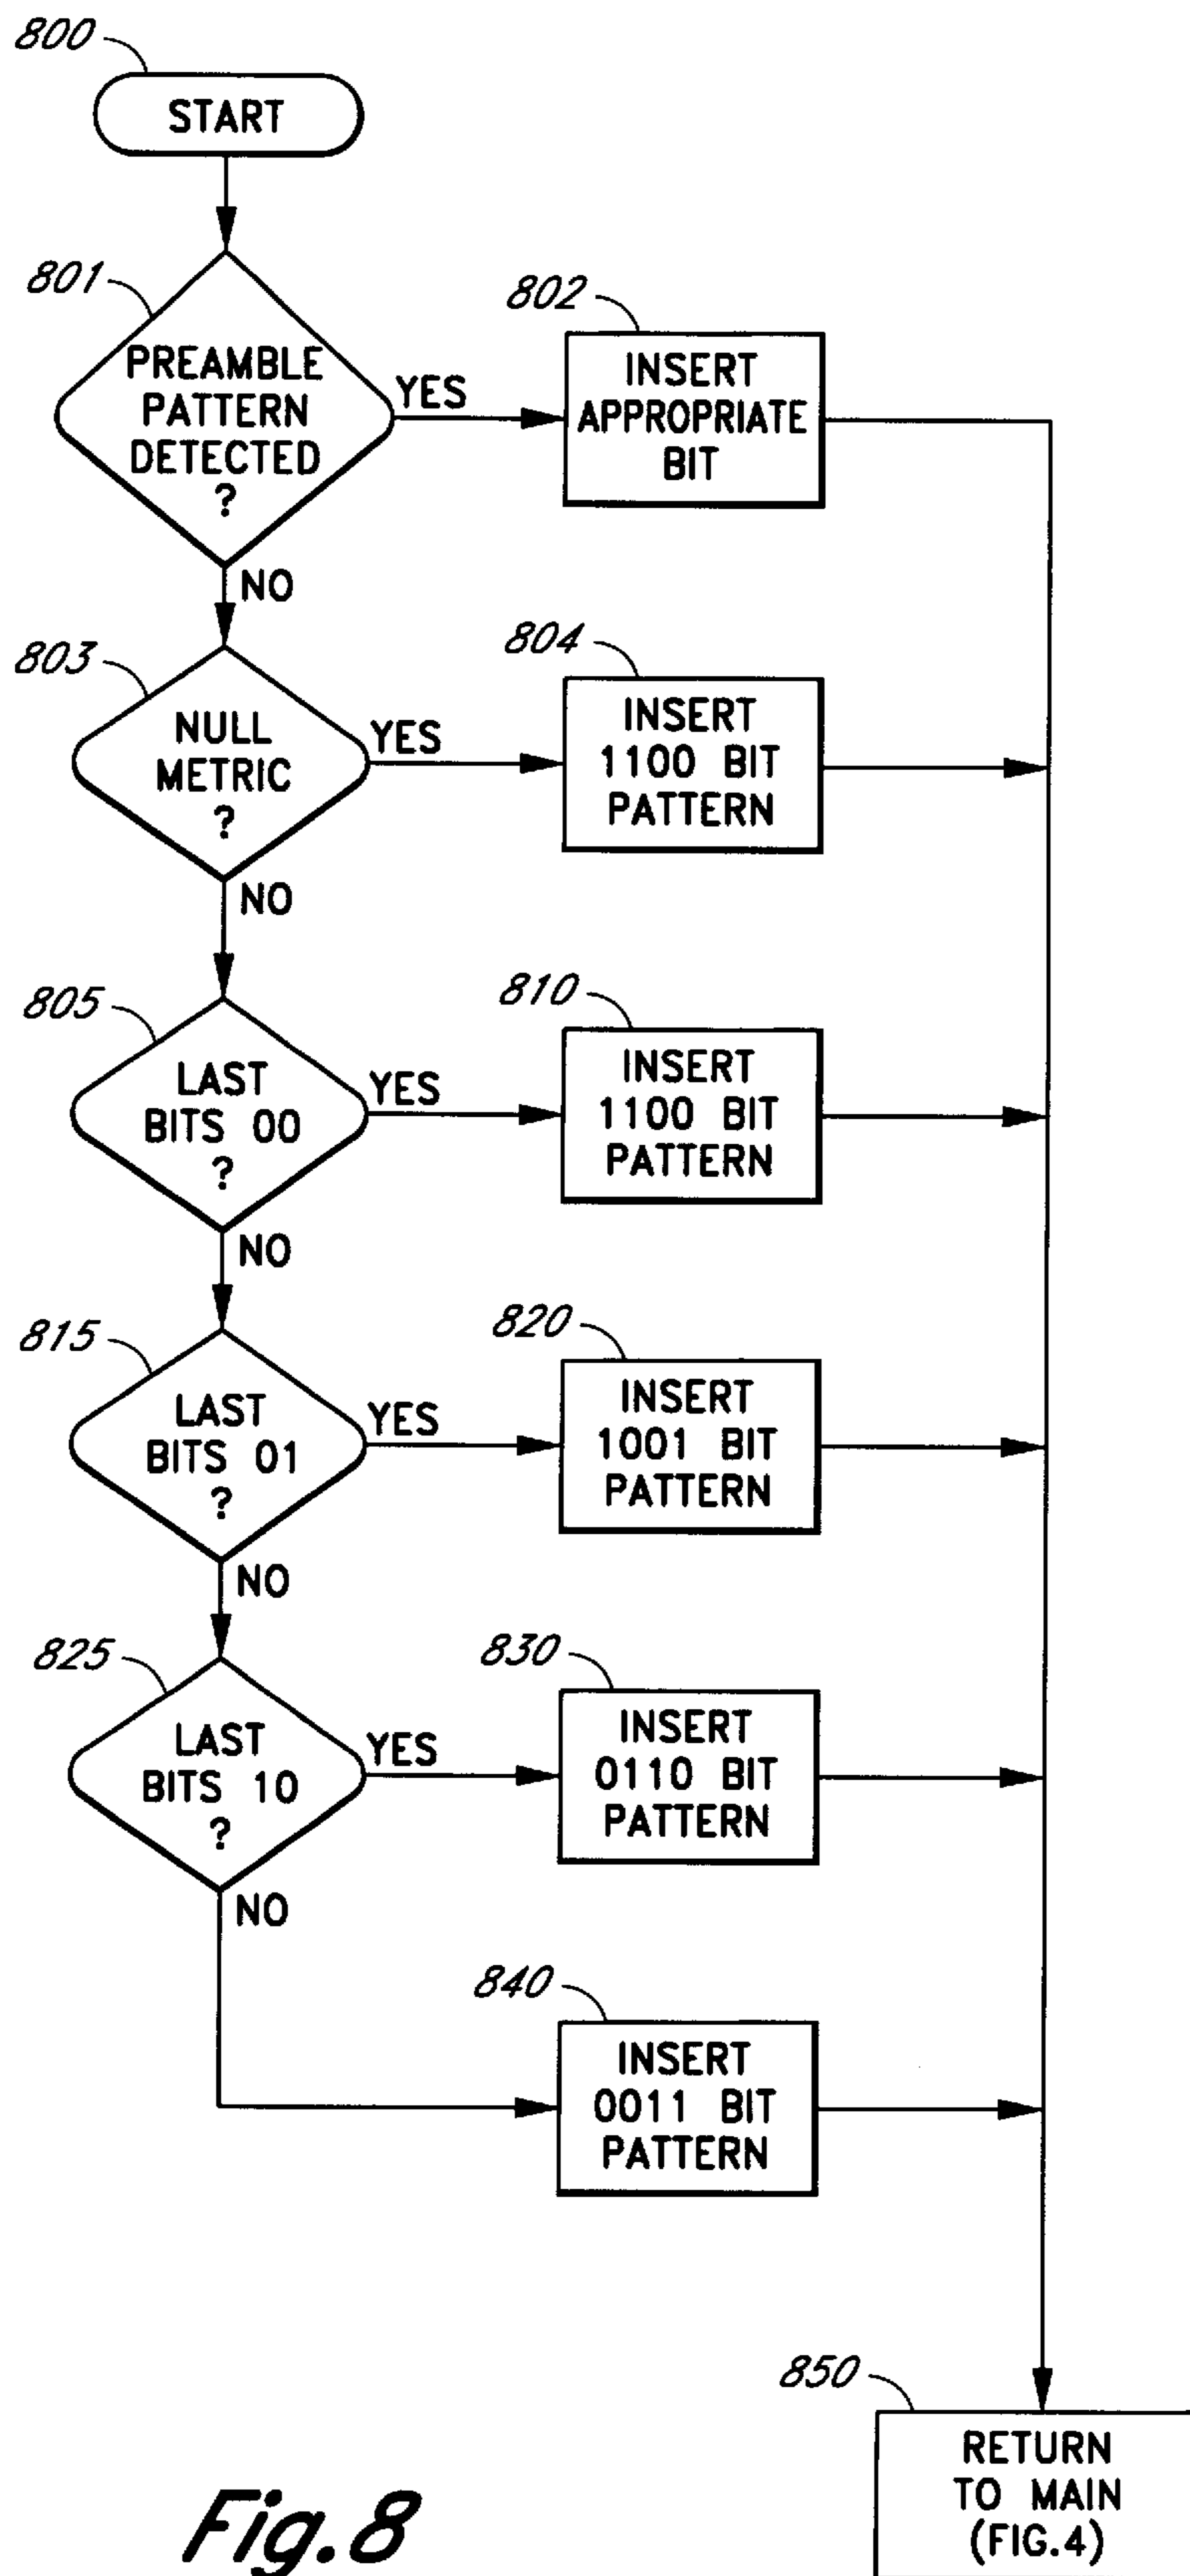 800
START
801
PREAMBLE
PATTERN
DETECTED
?
YES
802
INSERT
APPROPRIATE
BIT
NO
803
NULL
METRIC
?
YES
804
INSERT
1100 BIT
PATTERN
NO
805
LAST
BITS 00
?
YES
810
INSERT
1100 BIT
PATTERN
NO
815
LAST
BITS 01
?
YES
820
INSERT
1001 BIT
PATTERN
NO
825
LAST
BITS 10
?
YES
830
INSERT
0110 BIT
PATTERN
NO
840
INSERT
0011 BIT
PATTERN
850
RETURN
TO MAIN
(FIG.4)
Fig.8